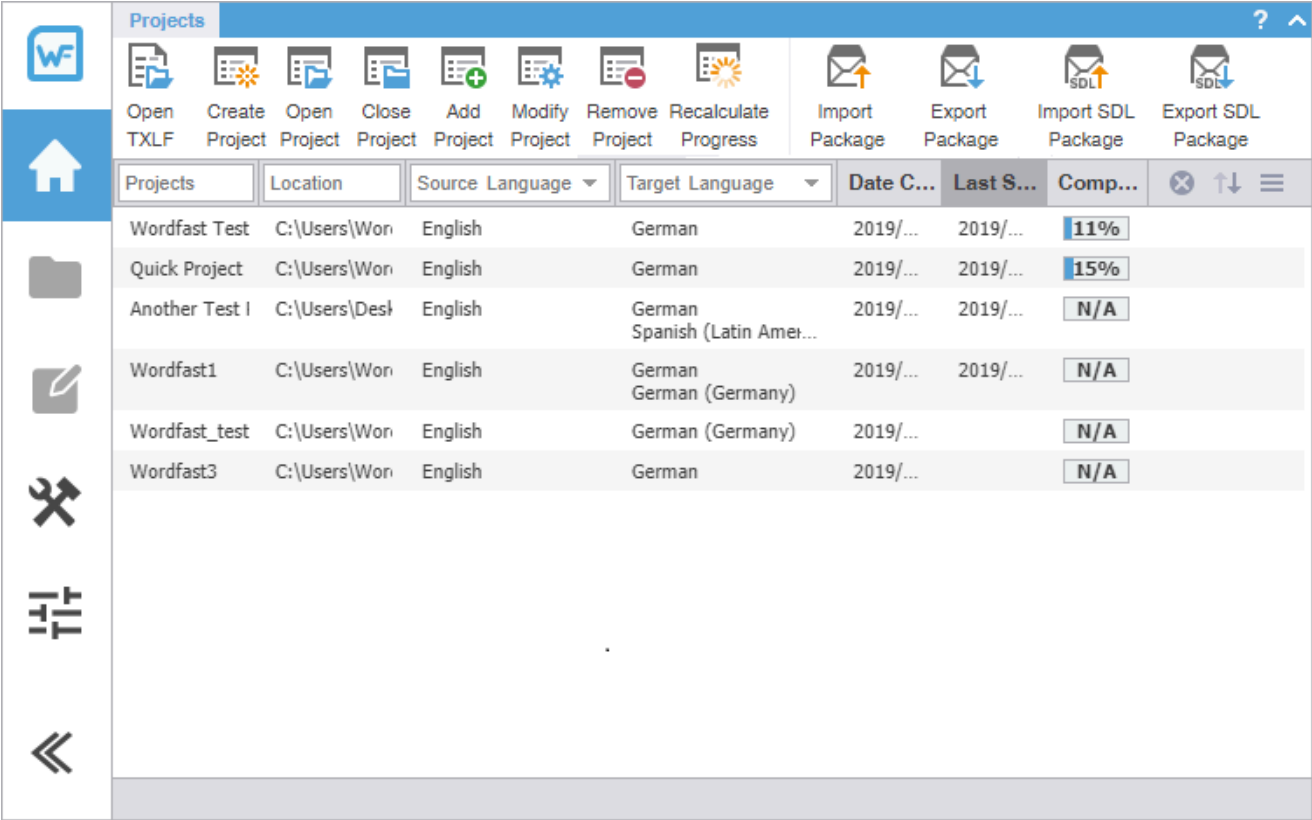 Projects
?
WF
Open TXLF
Create Project
Open Project
Close Project
Add Project
Modify Project
Remove Project
Recalculate Progress
Import Package
Export Package
SDL
Import SDL Package
SDL
Export SDL Package
Projects Location Source Language Target Language Date C... Last S... Comp...
Wordfast Test C:\Users\Wor English German 2019/... 2019/... 11%
Quick Project C:\Users\Wor English German 2019/... 2019/... 15%
Another Test C:\Users\Desk English German 2019/... 2019/... N/A
Spanish (Latin Amer...
Wordfast1 C:\Users\Wor English German 2019/... 2019/... N/A
German (Germany)
Wordfast_test C:\Users\Wor English German (Germany) 2019/... N/A
Wordfast3 C:\Users\Wor English German 2019/... N/A